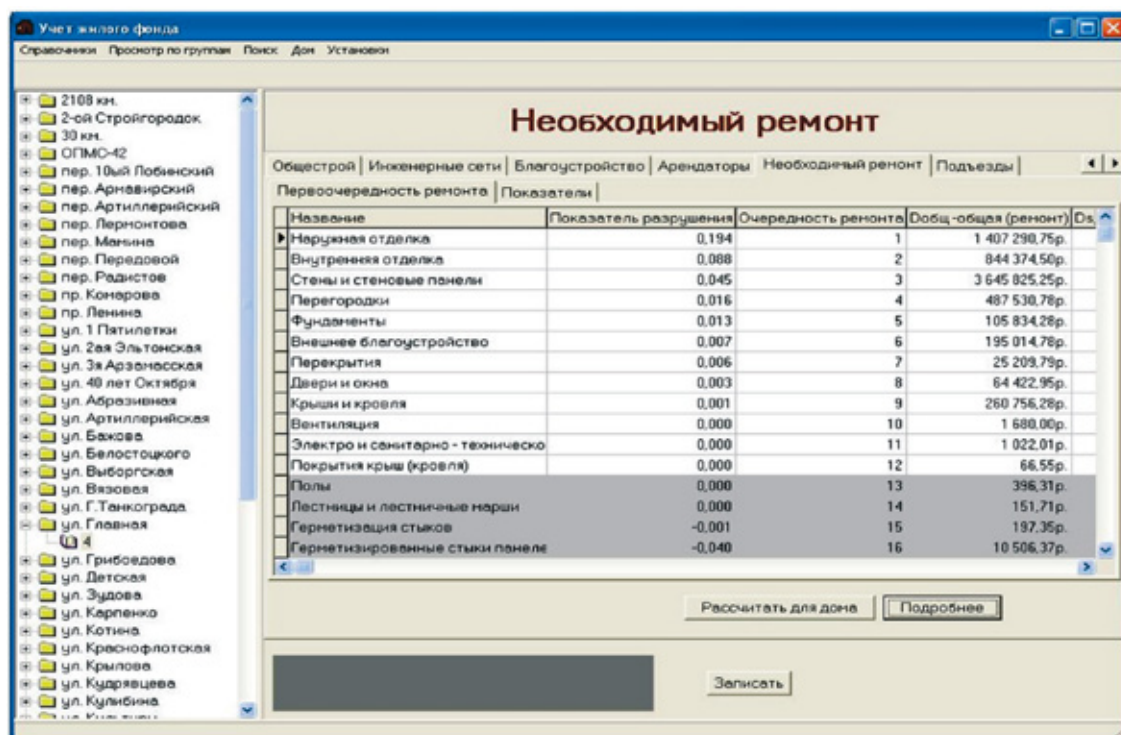 Учет жилого фонда
Справочники Просмотр по группам Поиск Дом Установки
2108 км.
2-ой Стройгородок
30 км.
ОПМС-42
пер. 10ый Лобинский
пер. Армавирский
пер. Артиллерийский
пер. Лермонтова
пер. Мамина
пер. Передовой
пер. Радистов
пр. Комарова
пр. Ленина
ул. 1 Пятилетки
ул. 2ая Эльтонская
ул. 3я Арзамасская
ул. 40 лет Октября
ул. Абразивная
ул. Артиллерийская
ул. Бажова
ул. Белостоцкого
ул. Выборгская
ул. Вязовая
ул. Г.Танкограда
ул. Главная
4
ул. Грибоедова
ул. Детская
ул. Зудова
ул. Карпенко
ул. Котина
ул. Краснофлотская
ул. Крылова
ул. Кудрявцева
ул. Кулибина
Необходимый ремонт
Общестрой Инженерные сети Благоустройство Арендаторы Необходимый ремонт Подъезды
Первоочередность ремонта Показатели
Название Показатель разрушения Очередность ремонта Dобщ-общая (ремонт) Ds,
Наружная отделка 0,194 1 1 407 290,75р.
Внутренняя отделка 0,088 2 844 374,50р.
Стены и стеновые панели 0,045 3 3 645 825,25р.
Перегородки 0,016 4 487 530,78р.
Фундаменты 0,013 5 105 834,28р.
Внешнее благоустройство 0,007 6 195 014,78р.
Перекрытия 0,006 7 25 209,79р.
Двери и окна 0,003 8 64 422,95р.
Крыши и кровля 0,001 9 260 756,28р.
Вентиляция 0,000 10 1 680,00р.
Электро и санитарно - техническо 0,000 11 1 022,01р.
Покрытия крыш (кровля) 0,000 12 66,55р.
Полы 0,000 13 396,31р.
Лестницы и лестничные марши 0,000 14 151,71р.
Герметизация стыков -0,001 15 197,35р.
Герметизированные стыки панеле -0,040 16 10 506,37р.
Рассчитать для дома Подробнее
Записать